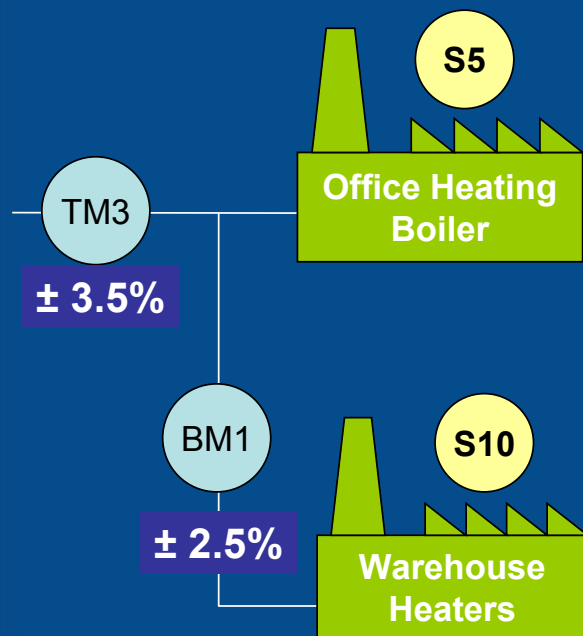 S5
Office Heating
Boiler
TM3
± 3.5%
BM1
S10
± 2.5%
Warehouse
Heaters